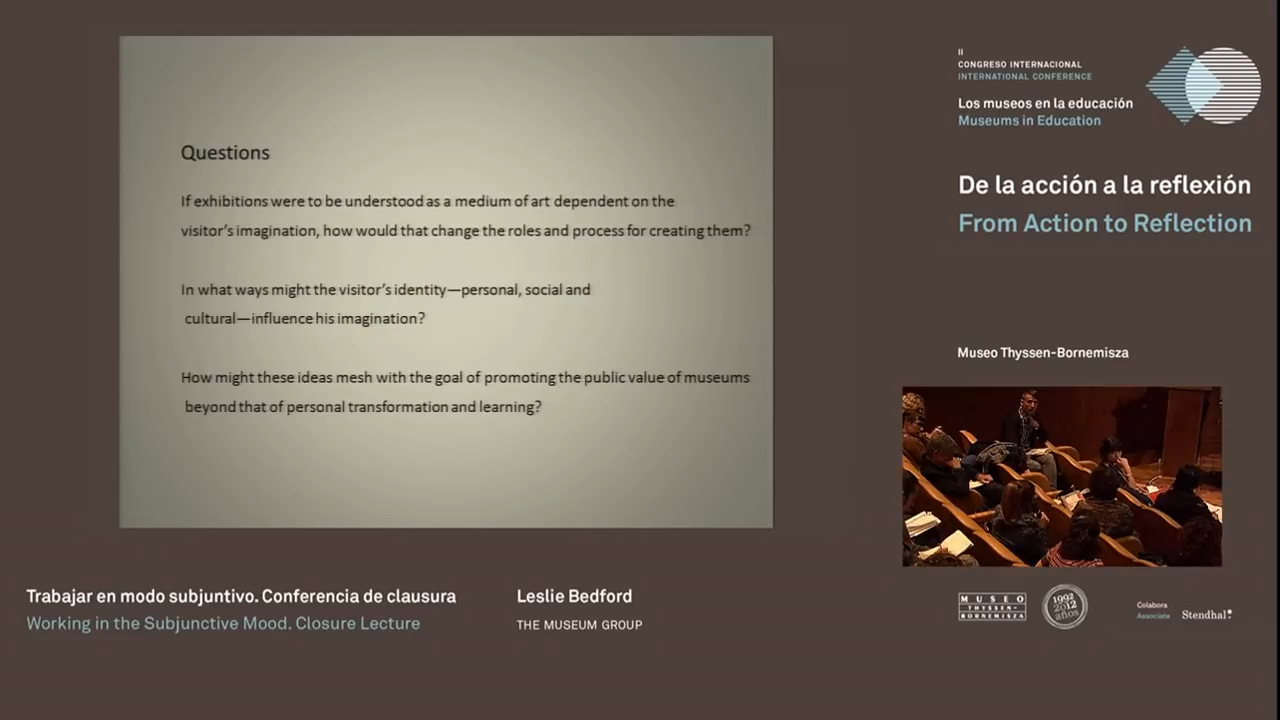 Questions
If exhibitions were to be understood as a medium of art dependent on the
visitor's imagination, how would that change the roles and process for creating them?
In what ways might the visitor's identity—personal, social and
cultural—influence his imagination?
How might these ideas mesh with the goal of promoting the public value of museums
beyond that of personal transformation and learning?
II
CONGRESO INTERNACIONAL
INTERNATIONAL CONFERENCE
Los museos en la educación
Museums in Education
De la acción a la reflexión
From Action to Reflection
Museo Thyssen-Bornemisza
Trabajar en modo subjuntivo. Conferencia de clausura
Working in the Subjunctive Mood. Closure Lecture
Leslie Bedford
THE MUSEUM GROUP
MUSEO
THYSSEN-
BORNEMISZA
1992
2012
años
Colabora
Associate
Stendhal: